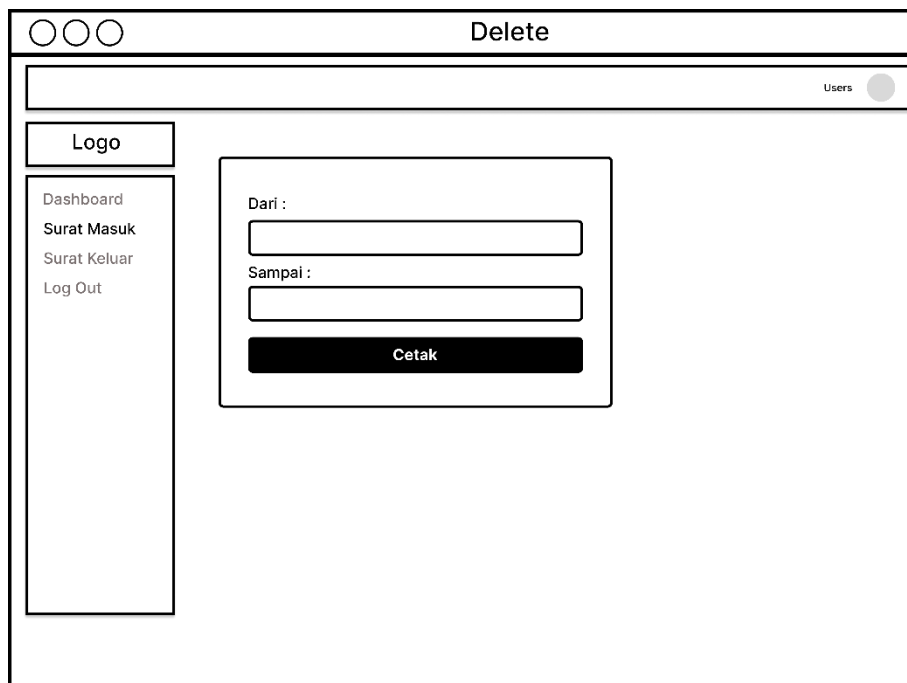 Delete
Users
Logo
Dashboard
Surat Masuk
Surat Keluar
Log Out
Dari :
Sampai :
Cetak